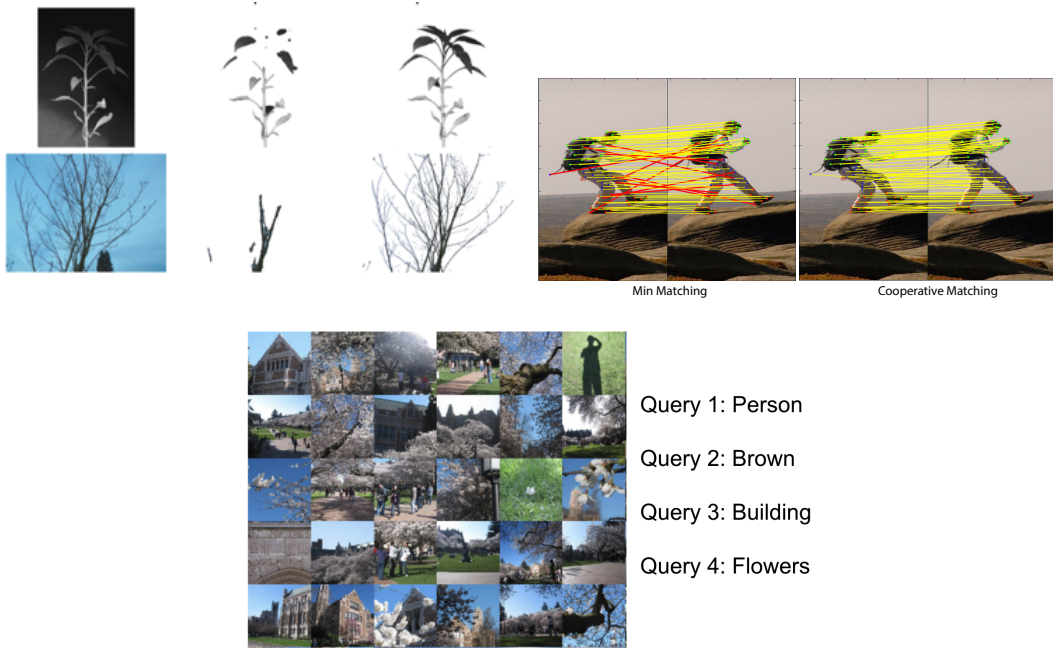 Min Matching
Cooperative Matching
Query 1: Person
Query 2: Brown
Query 3: Building
Query 4: Flowers